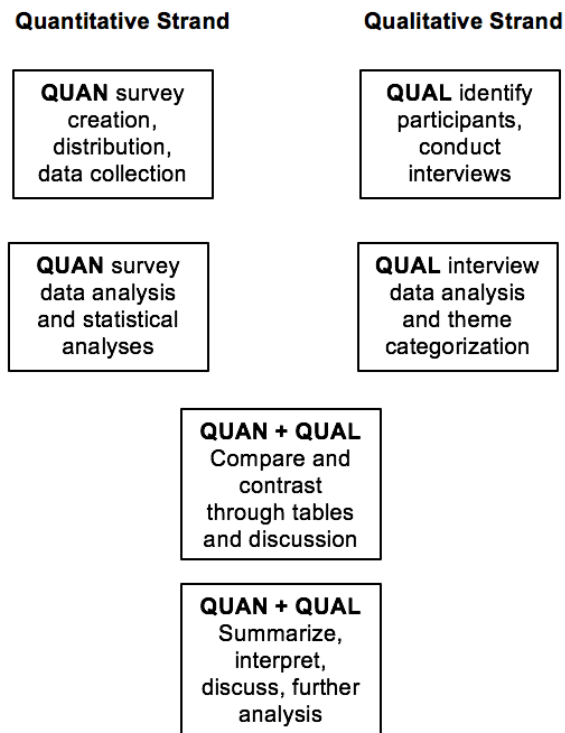 Quantitative Strand
Qualitative Strand
QUAN survey
creation,
distribution,
data collection
QUAL identify
participants,
conduct
interviews
QUAN survey
data analysis
and statistical
analyses
QUAL interview
data analysis
and theme
categorization
QUAN + QUAL
Compare and
contrast
through tables
and discussion
QUAN + QUAL
Summarize,
interpret,
discuss, further
analysis